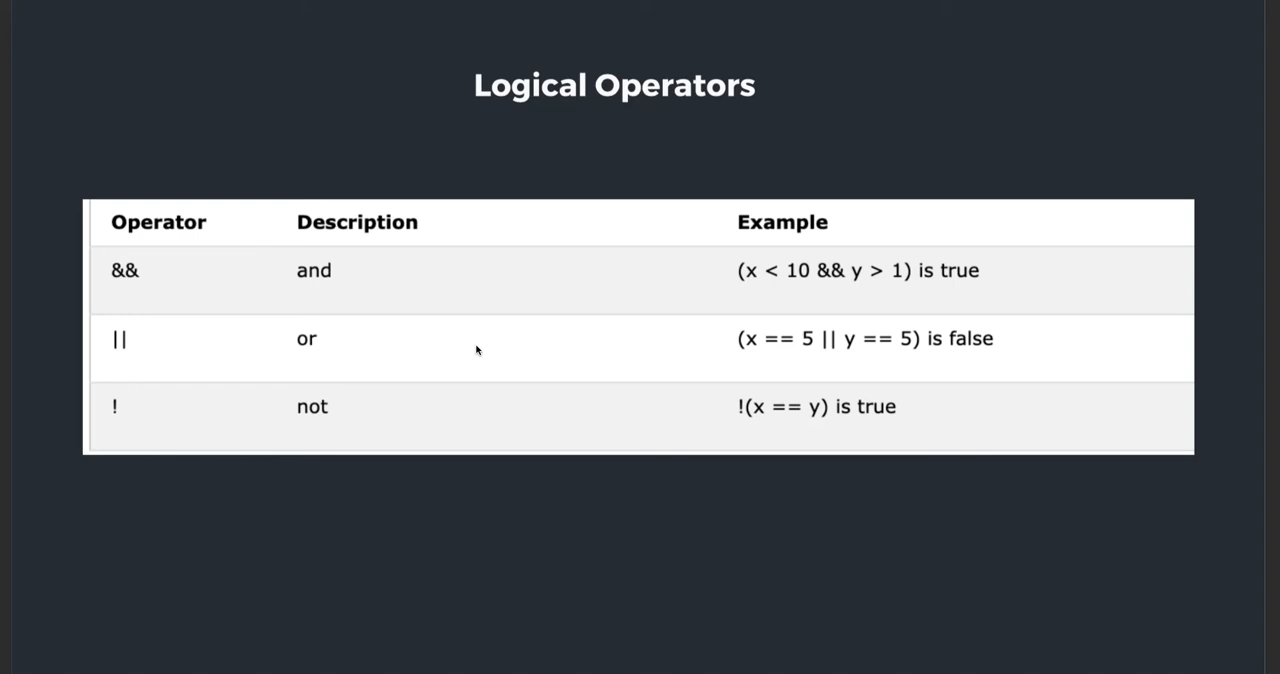 Logical Operators
Operator Description Example
&& and (x < 10 && y > 1) is true
|| or (x == 5 || y == 5) is false
! not !(x == y) is true